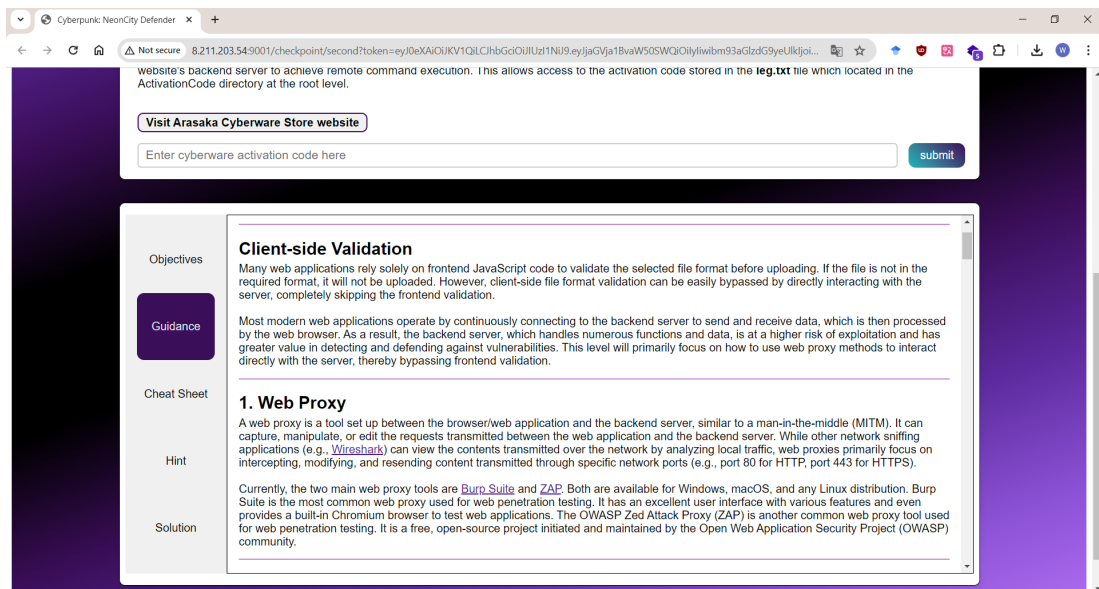 Cyberpunk: NeonCity Defender
Not secure 8.211.203.54:9001/checkpoint/second?token=eyJ0eXAiOiJKV1QiLCJhbGciOiJIUzI1NiJ9.eyJjaGVja1BvaW50SWQiOiIyIiwibm93aGlzdG9yeUlkIjoi...
W
5
website's backend server to achieve remote command execution. This allows access to the activation code stored in the leg.txt file which located in the
ActivationCode directory at the root level.
Visit Arasaka Cyberware Store website
Enter cyberware activation code here
submit
Objectives
Guidance
Cheat Sheet
Hint
Solution
Client-side Validation
Many web applications rely solely on frontend JavaScript code to validate the selected file format before uploading. If the file is not in the
required format, it will not be uploaded. However, client-side file format validation can be easily bypassed by directly interacting with the
server, completely skipping the frontend validation.
Most modern web applications operate by continuously connecting to the backend server to send and receive data, which is then processed
by the web browser. As a result, the backend server, which handles numerous functions and data, is at a higher risk of exploitation and has
greater value in detecting and defending against vulnerabilities. This level will primarily focus on how to use web proxy methods to interact
directly with the server, thereby bypassing frontend validation.
1. Web Proxy
A web proxy is a tool set up between the browser/web application and the backend server, similar to a man-in-the-middle (MITM). It can
capture, manipulate, or edit the requests transmitted between the web application and the backend server. While other network sniffing
applications (e.g., Wireshark) can view the contents transmitted over the network by analyzing local traffic, web proxies primarily focus on
intercepting, modifying, and resending content transmitted through specific network ports (e.g., port 80 for HTTP, port 443 for HTTPS).
Currently, the two main web proxy tools are Burp Suite and ZAP. Both are available for Windows, macOS, and any Linux distribution. Burp
Suite is the most common web proxy used for web penetration testing. It has an excellent user interface with various features and even
provides a built-in Chromium browser to test web applications. The OWASP Zed Attack Proxy (ZAP) is another common web proxy tool used
for web penetration testing. It is a free, open-source project initiated and maintained by the Open Web Application Security Project (OWASP)
community.